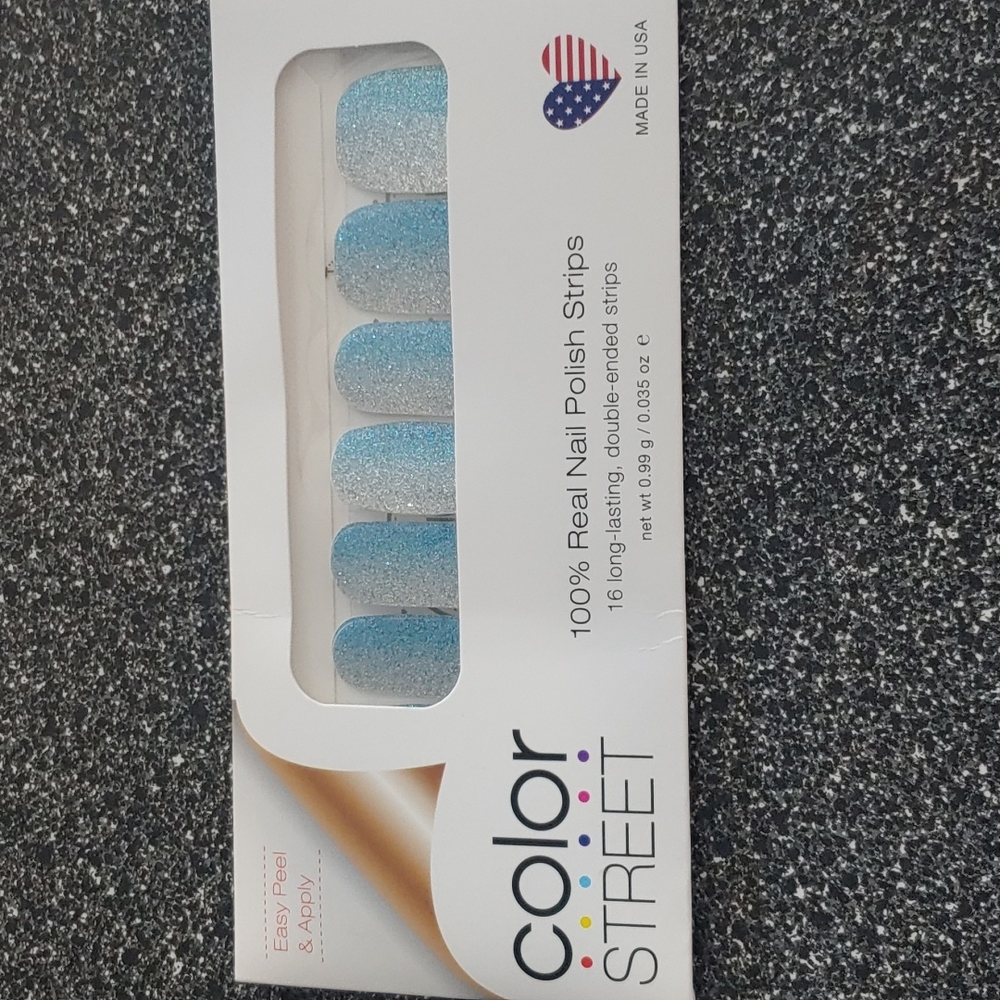 Easy Peel
& Apply
color
STREET
100% Real Nail Polish Strips
16 long-lasting, double-ended strips
net wt 0.99 g / 0.035 oz ℮
MADE IN USA